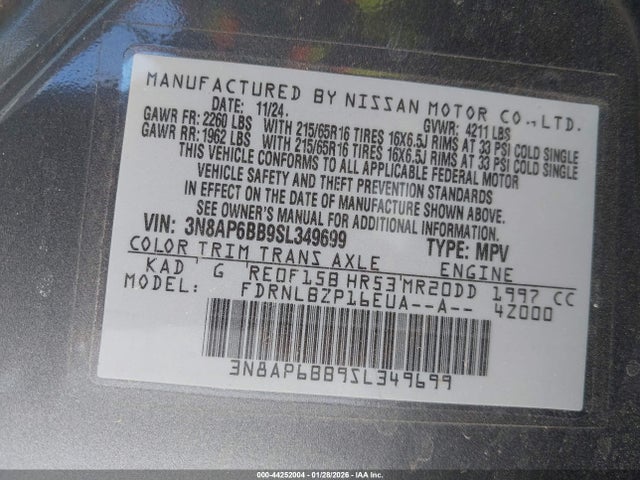 MANUFACTURED BY NISSAN MOTOR CO., LTD.
DATE: 11/24. GVWR: 4211 LBS
GAWR FR: 2260 LBS WITH 215/65R16 TIRES 16X6.5J RIMS AT 33 PSI COLD SINGLE
GAWR RR: 1962 LBS WITH 215/65R16 TIRES 16X6.5J RIMS AT 33 PSI COLD SINGLE
THIS VEHICLE CONFORMS TO ALL APPLICABLE FEDERAL MOTOR
VEHICLE SAFETY AND THEFT PREVENTION STANDARDS
IN EFFECT ON THE DATE OF MANUFACTURE SHOWN ABOVE.
SEE OWNER'S MANUAL FOR ADDITIONAL INFORMATION.
VIN: 3N8AP6BB9SL349699 TYPE: MPV
COLOR TRIM TRANS AXLE ENGINE
KAD G RE0F15B HR53 MR20DD 1997 CC
MODEL: FDRNLBZP16EUA--A-- 4Z000
3N8AP6BB9SL349699
000-44252004 | 01/28/2026 - IAA Corp.